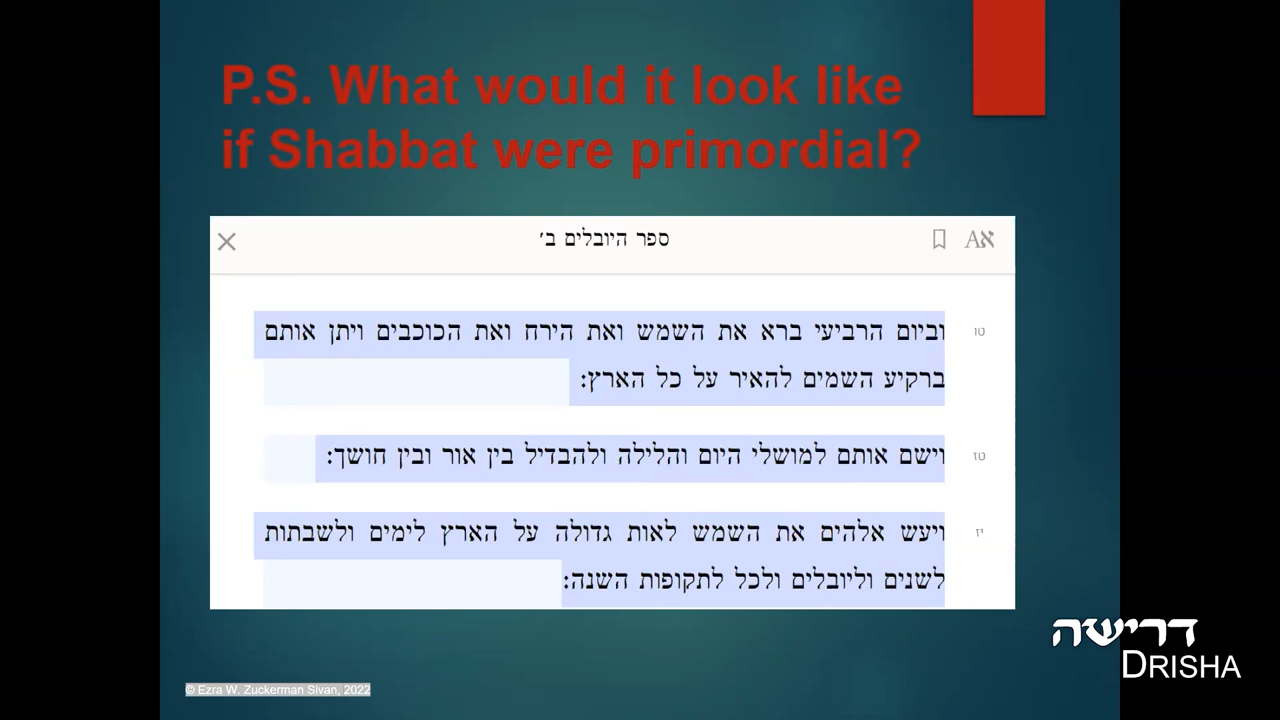 P.S. What would it look like
if Shabbat were primordial?
ספר היובלים ב׳
אA
טו
וביום הרביעי ברא את השמש ואת הירח ואת הכוכבים ויתן אותם
ברקיע השמים להאיר על כל הארץ:
טז
וישם אותם למושלי היום והלילה ולהבדיל בין אור ובין חושך:
יז
ויעש אלהים את השמש לאות גדולה על הארץ לימים ולשבתות
לשנים וליובלים ולכל לתקופות השנה:
דרישה
DRISHA
© Ezra W. Zuckerman Sivan, 2022